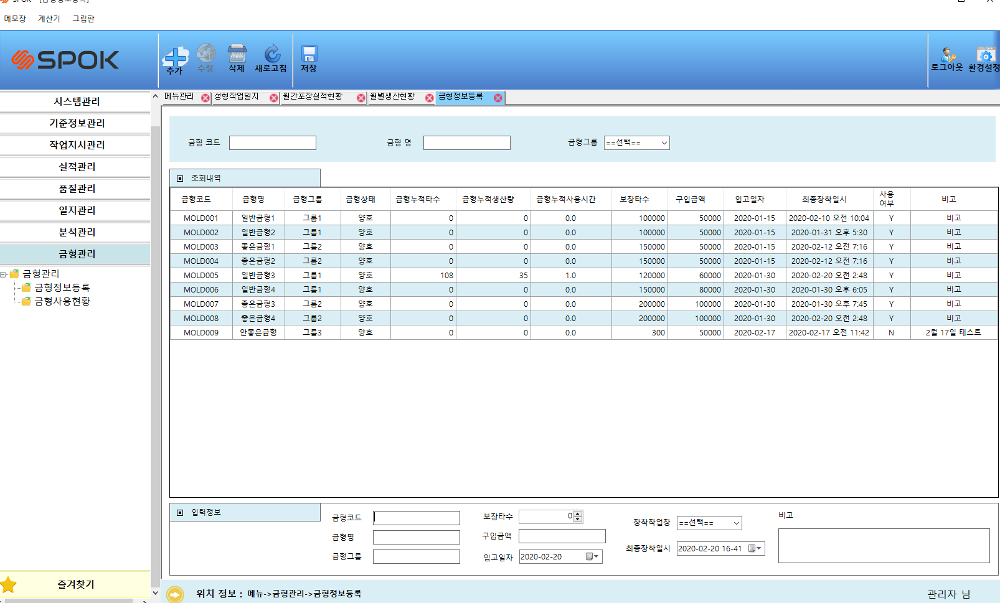 메모장 계산기 그림판
SPOK
추가 수정 삭제 새로고침 저장 로그아웃 환경설정
시스템관리
기준정보관리
작업지시관리
실적관리
품질관리
일지관리
분석관리
금형관리
금형관리
금형정보등록
금형사용현황
즐겨찾기
메뉴관리 성형작업일지 월간포장실적현황 월별생산현황 금형정보등록
금형 코드 금형 명 금형그룹 ==선택==
조회내역
금형코드 금형명 금형그룹 금형상태 금형누적타수 금형누적생산량 금형누적사용시간 보장타수 구입금액 입고일자 최종장착일시 사용여부 비고
MOLD001 일반금형1 그룹1 양호 0 0 0.0 100000 50000 2020-01-15 2020-02-10 오전 10:04 Y 비고
MOLD002 일반금형2 그룹1 양호 0 0 0.0 100000 50000 2020-01-15 2020-01-31 오후 5:30 Y 비고
MOLD003 좋은금형1 그룹2 양호 0 0 0.0 150000 50000 2020-01-15 2020-02-12 오전 7:16 Y 비고
MOLD004 좋은금형2 그룹2 양호 0 0 0.0 150000 50000 2020-01-15 2020-02-12 오전 7:16 Y 비고
MOLD005 일반금형3 그룹1 양호 108 35 1.0 120000 60000 2020-01-30 2020-02-20 오전 2:48 Y 비고
MOLD006 일반금형4 그룹1 양호 0 0 0.0 150000 80000 2020-01-30 2020-01-30 오후 6:05 Y 비고
MOLD007 좋은금형3 그룹2 양호 0 0 0.0 200000 100000 2020-01-30 2020-01-30 오후 7:45 Y 비고
MOLD008 좋은금형4 그룹2 양호 0 0 0.0 200000 100000 2020-01-30 2020-02-20 오전 2:48 Y 비고
MOLD009 안좋은금형 그룹3 양호 0 0 0.0 300 50000 2020-02-17 2020-02-17 오전 11:42 N 2월 17일 테스트
입력정보
금형코드 보장타수 0 장착작업장 ==선택== 비고
금형명 구입금액
금형그룹 입고일자 2020-02-20 최종장착일시 2020-02-20 16-41
위치 정보 : 메뉴->금형관리->금형정보등록
관리자 님